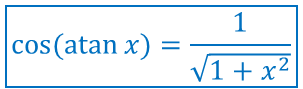 cos(atan x) = 1/√(1 + x²)